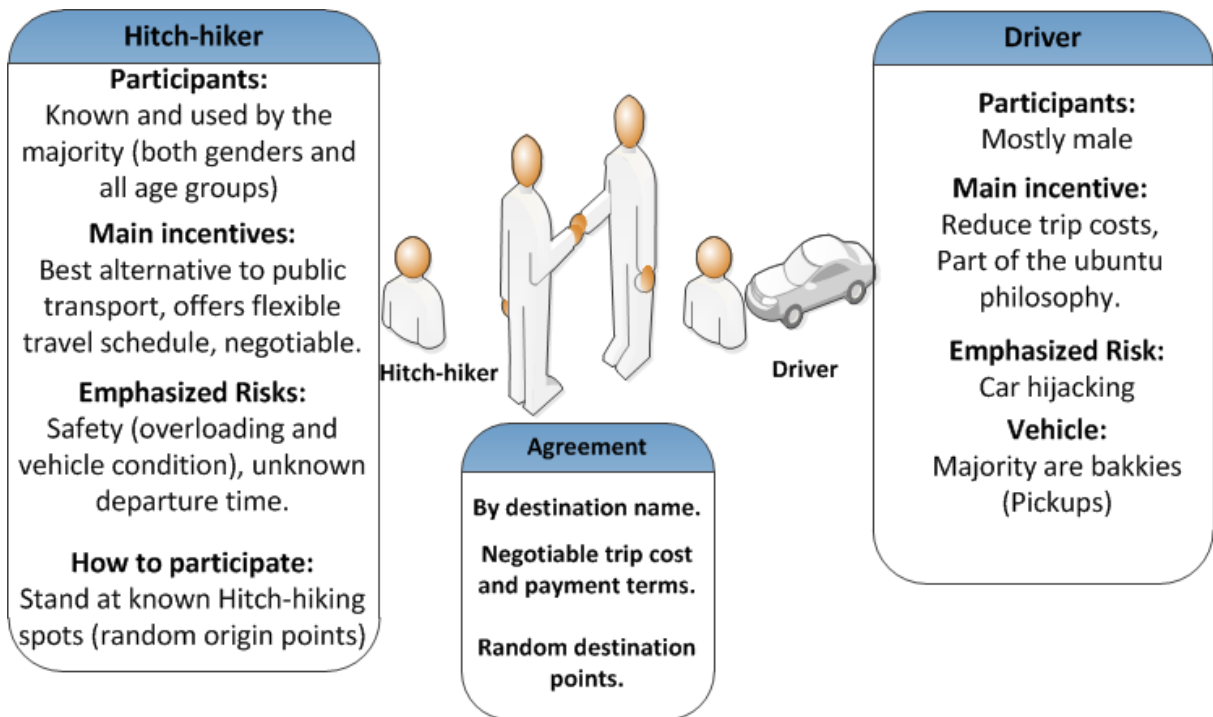 Hitch-hiker
Participants:
Known and used by the
majority (both genders and
all age groups)
Main incentives:
Best alternative to public
transport, offers flexible
travel schedule, negotiable.
Emphasized Risks:
Safety (overloading and
vehicle condition), unknown
departure time.
How to participate:
Stand at known Hitch-hiking
spots (random origin points)
Hitch-hiker
Driver
Agreement
By destination name.
Negotiable trip cost
and payment terms.
Random destination
points.
Driver
Participants:
Mostly male
Main incentive:
Reduce trip costs,
Part of the ubuntu
philosophy.
Emphasized Risk:
Car hijacking
Vehicle:
Majority are bakkies
(Pickups)